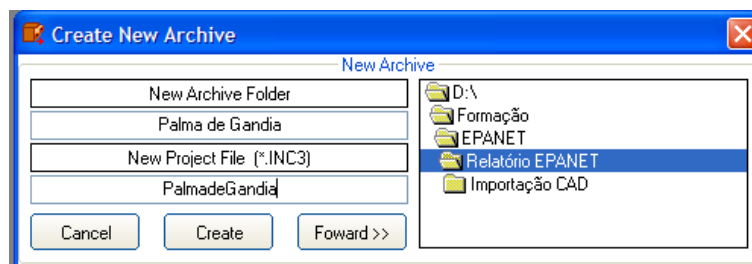 Create New Archive
New Archive
New Archive Folder
Palma de Gandia
New Project File (*.INC3)
PalmadeGandia
Cancel
Create
Foward >>
D:\
Formação
EPANET
Relatório EPANET
Importação CAD